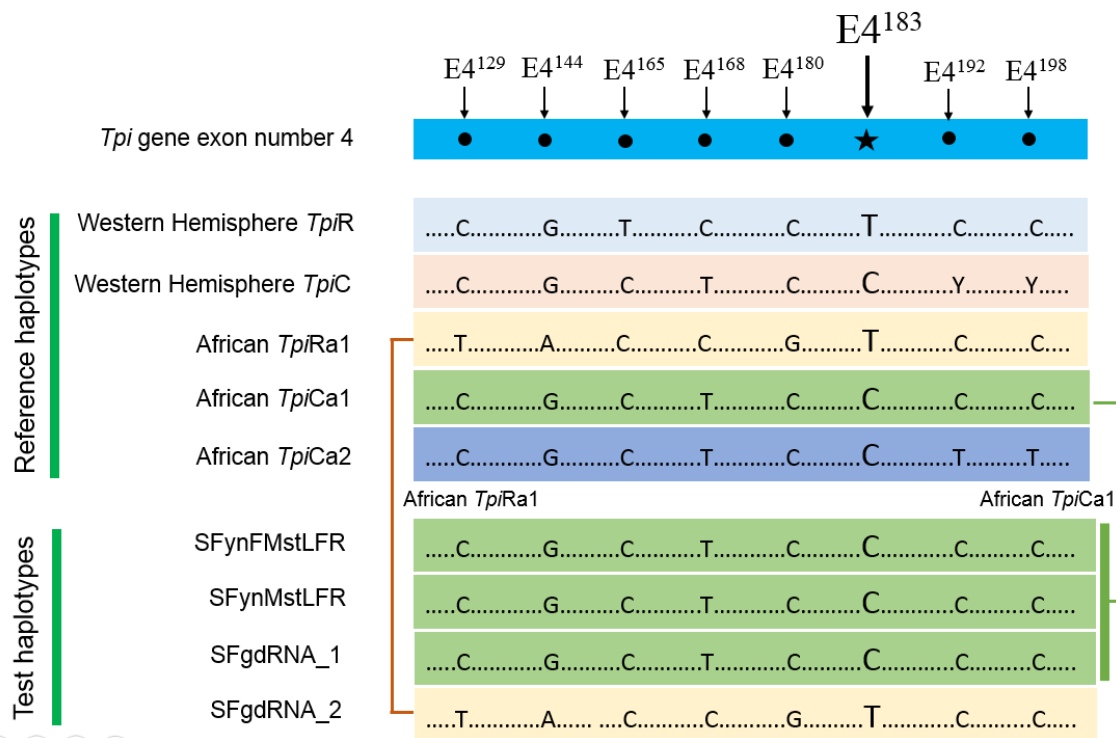 E4¹²⁹ E4¹⁴⁴ E4¹⁶⁵ E4¹⁶⁸ E4¹⁸⁰ E4¹⁸³ E4¹⁹² E4¹⁹⁸
Tpi gene exon number 4
Reference haplotypes
Western Hemisphere TpiR .....C...........G..........T...........C...........C...........T............C...........C.....
Western Hemisphere TpiC .....C...........G..........C...........T...........C...........C............Y..........Y.....
African TpiRa1 .....T............A..........C...........C...........G...........T............C...........C....
African TpiCa1 .....C...........G..........C...........T...........C...........C............C...........C.....
African TpiCa2 .....C...........G..........C...........T...........C...........C............T..........T.....
African TpiRa1 African TpiCa1
Test haplotypes
SFynFMstLFR .....C...........G..........C...........T...........C...........C............C...........C.....
SFynMstLFR .....C...........G..........C...........T...........C...........C............C...........C.....
SFgdRNA_1 .....C...........G..........C...........T...........C...........C............C...........C.....
SFgdRNA_2 .....T............A...... .....C...........C...........G...........T............C...........C.....